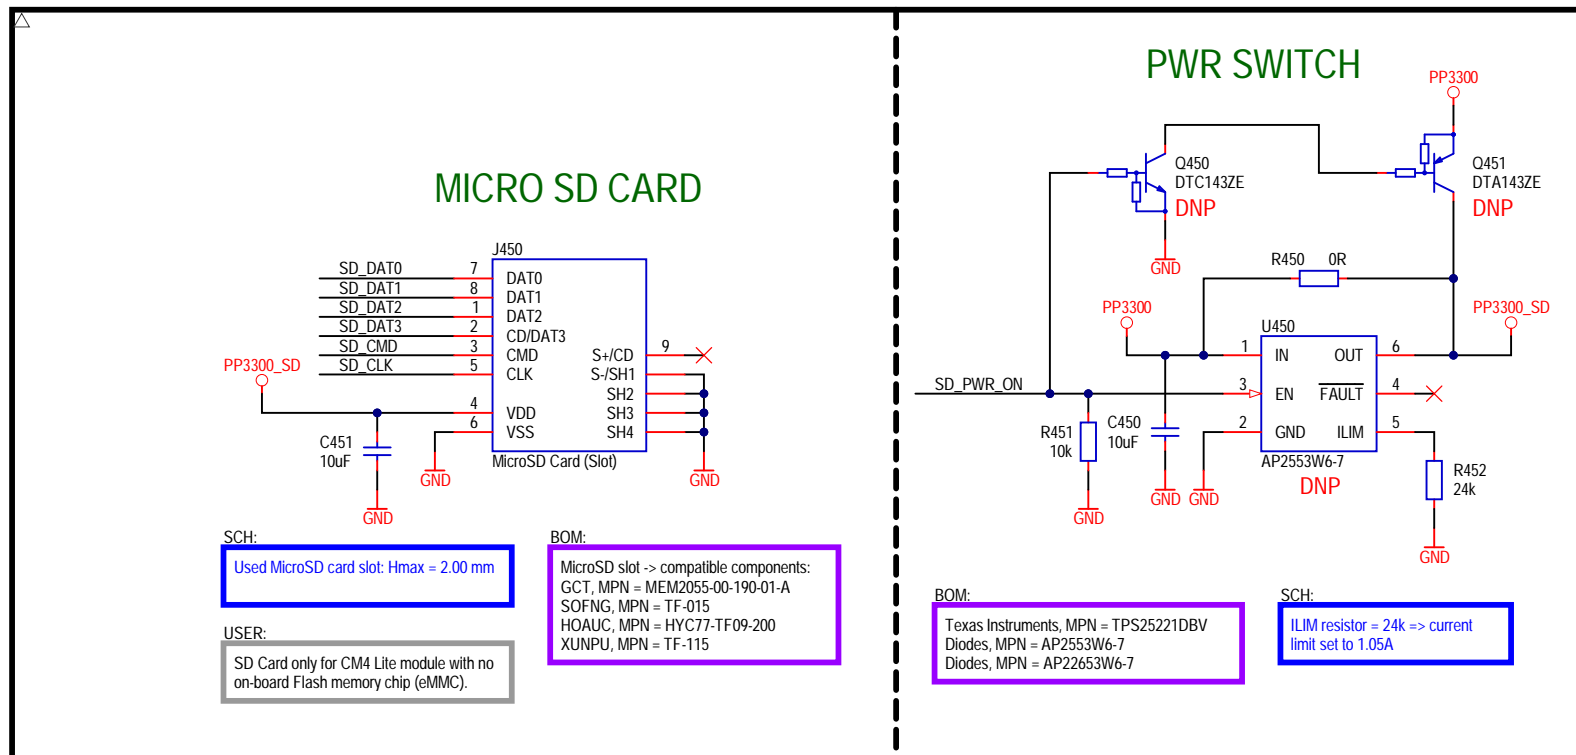 MICRO SD CARD
J450
SD_DAT0 7 DAT0
SD_DAT1 8 DAT1
SD_DAT2 1 DAT2
SD_DAT3 2 CD/DAT3
SD_CMD 3 CMD
SD_CLK 5 CLK
S+/CD 9
S-/SH1
SH2
SH3
SH4
PP3300_SD
4 VDD
6 VSS
C451
10uF
MicroSD Card (Slot)
GND
GND
GND
SCH:
Used MicroSD card slot: Hmax = 2.00 mm
USER:
SD Card only for CM4 Lite module with no
on-board Flash memory chip (eMMC).
BOM:
MicroSD slot -> compatible components:
GCT, MPN = MEM2055-00-190-01-A
SOFNG, MPN = TF-015
HOAUC, MPN = HYC77-TF09-200
XUNPU, MPN = TF-115
PWR SWITCH
PP3300
Q450
DTC143ZE
DNP
Q451
DTA143ZE
DNP
GND
R450 0R
PP3300
PP3300_SD
U450
1 IN OUT 6
SD_PWR_ON
3 EN FAULT 4
2 GND ILIM 5
AP2553W6-7
DNP
R451
10k
C450
10uF
R452
24k
GND
GND
GND
GND
BOM:
Texas Instruments, MPN = TPS25221DBV
Diodes, MPN = AP2553W6-7
Diodes, MPN = AP22653W6-7
SCH:
ILIM resistor = 24k => current
limit set to 1.05A